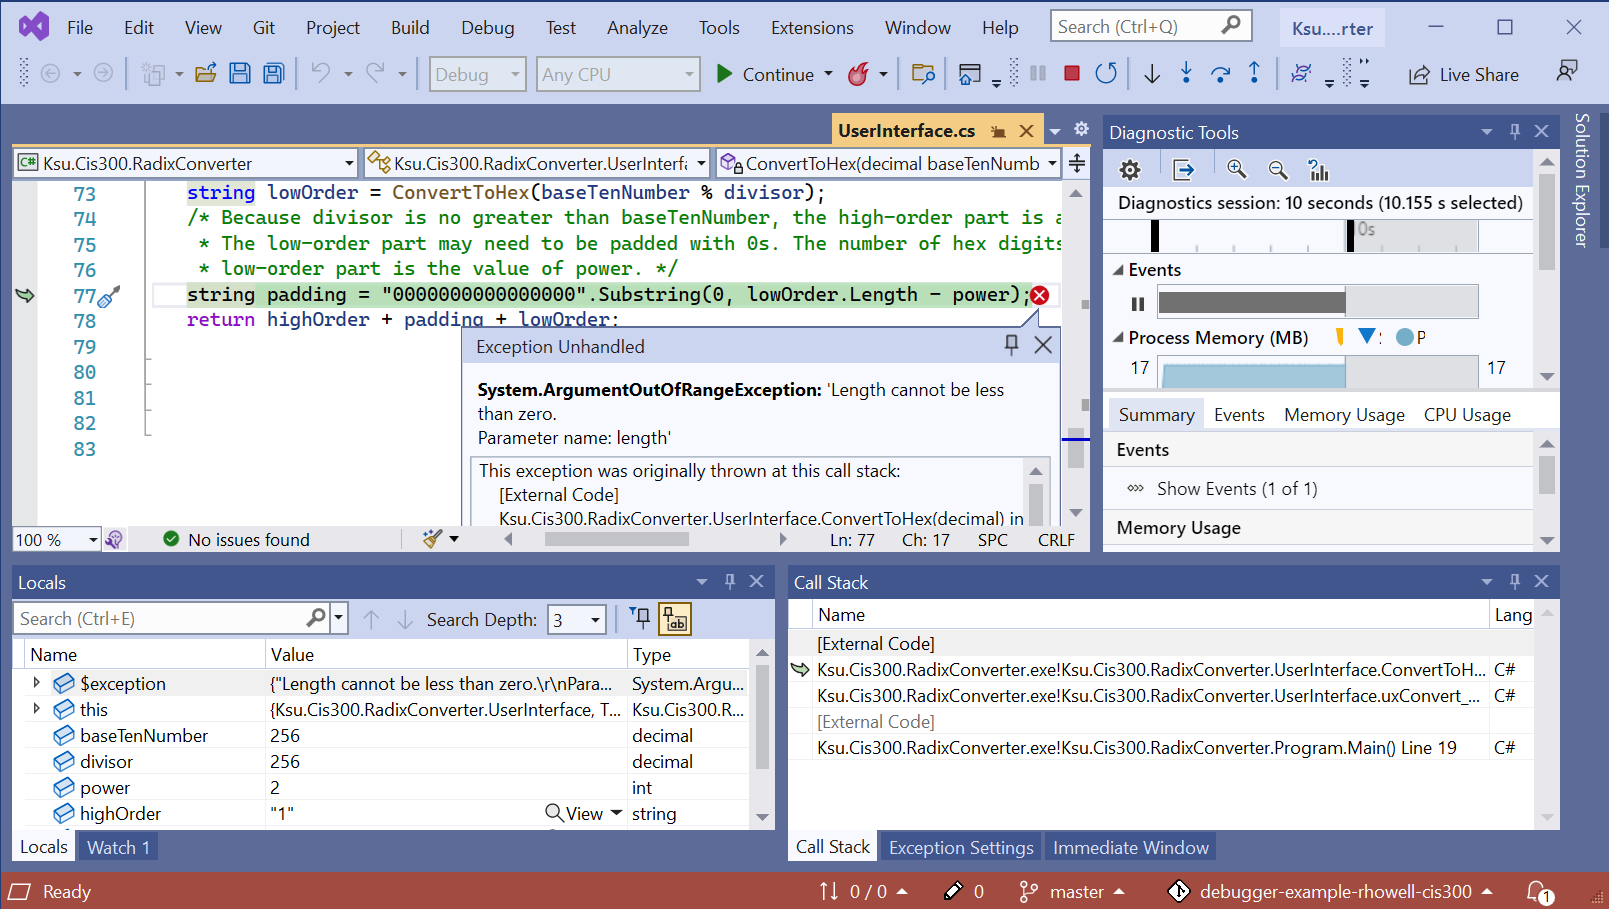 File Edit View Git Project Build Debug Test Analyze Tools Extensions Window Help Search (Ctrl+Q) Ksu....rter
Debug Any CPU Continue Live Share
UserInterface.cs
C# Ksu.Cis300.RadixConverter Ksu.Cis300.RadixConverter.UserInterfa ConvertToHex(decimal baseTenNumb
73 string lowOrder = ConvertToHex(baseTenNumber % divisor);
74 /* Because divisor is no greater than baseTenNumber, the high-order part is a
75 * The low-order part may need to be padded with 0s. The number of hex digits
76 * low-order part is the value of power. */
77 string padding = "0000000000000000".Substring(0, lowOrder.Length - power);
78 return highOrder + padding + lowOrder;
79
80
81
82
83
Exception Unhandled
System.ArgumentOutOfRangeException: 'Length cannot be less
than zero.
Parameter name: length'
This exception was originally thrown at this call stack:
[External Code]
Ksu.Cis300.RadixConverter.UserInterface.ConvertToHex(decimal) in
100 % No issues found Ln: 77 Ch: 17 SPC CRLF
Diagnostic Tools
Diagnostics session: 10 seconds (10.155 s selected)
0s
Events
Process Memory (MB) P
17 17
Summary Events Memory Usage CPU Usage
Events
Show Events (1 of 1)
Memory Usage
Solution Explorer
Locals
Search (Ctrl+E) Search Depth: 3
Name Value Type
$exception {"Length cannot be less than zero.\r\nPara... System.Argu...
this {Ksu.Cis300.RadixConverter.UserInterface, T... Ksu.Cis300.R...
baseTenNumber 256 decimal
divisor 256 decimal
power 2 int
highOrder "1" View string
Locals Watch 1
Call Stack
Name Lang
[External Code]
Ksu.Cis300.RadixConverter.exe!Ksu.Cis300.RadixConverter.UserInterface.ConvertToH... C#
Ksu.Cis300.RadixConverter.exe!Ksu.Cis300.RadixConverter.UserInterface.uxConvert_... C#
[External Code]
Ksu.Cis300.RadixConverter.exe!Ksu.Cis300.RadixConverter.Program.Main() Line 19 C#
Call Stack Exception Settings Immediate Window
Ready 0 / 0 0 master debugger-example-rhowell-cis300 1